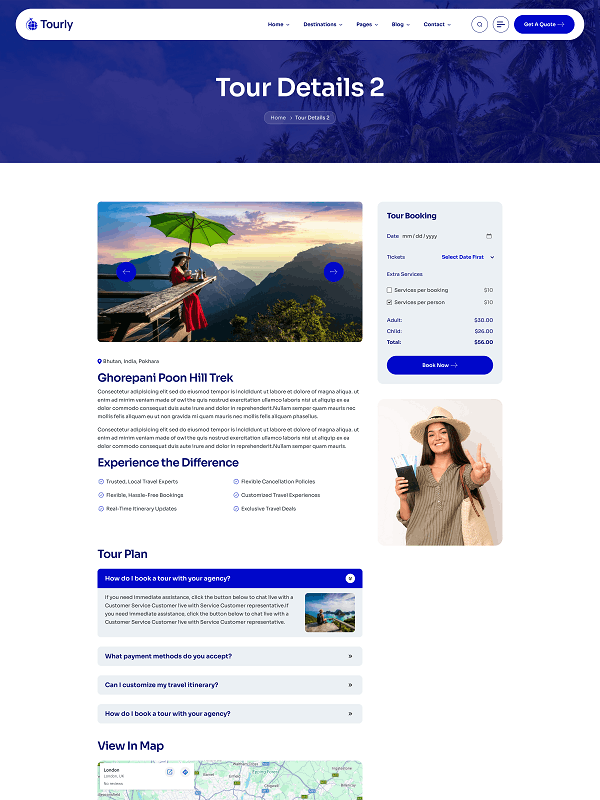 Tourly
Home Destinations Pages Blog Contact Get A Quote
Tour Details 2
Home > Tour Details 2
Tour Booking
Date mm/dd/yyyy
Tickets Select Date First
Extra Services
Services per booking $10
Services per person $10
Adult: $30.00
Child: $26.00
Total: $56.00
Book Now
Bhutan, India, Pokhara
Ghorepani Poon Hill Trek
Consectetur adipisicing elit sed do eiusmod tempor is incididunt ut labore et dolore of magna aliqua. ut
enim ad minim veniam made of owl the quis nostrud exercitation ullamco laboris nisi ut aliquip ex ea
dolor commodo consequat duis aute irure and dolor in reprehenderit.Nullam semper quam mauris nec
mollis felis aliquam eu ut non gravida mi quam mauris nec mollis felis aliquam phasellus.
Consectetur adipisicing elit sed do eiusmod tempor is incididunt ut labore et dolore of magna aliqua. ut
enim ad minim veniam made of owl the quis nostrud exercitation ullamco laboris nisi ut aliquip ex ea
dolor commodo consequat duis aute irure and dolor in reprehenderit.Nullam semper quam mauris.
Experience the Difference
Trusted, Local Travel Experts
Flexible Cancellation Policies
Flexible, Hassle-Free Bookings
Customized Travel Experiences
Real-Time Itinerary Updates
Exclusive Travel Deals
Tour Plan
How do I book a tour with your agency?
If you need immediate assistance, click the button below to chat live with a
Customer Service Customer live with Service Customer representative.If
you need immediate assistance, click the button below to chat live with a
Customer Service Customer live with Service Customer representative.
What payment methods do you accept?
Can I customize my travel itinerary?
How do I book a tour with your agency?
View In Map
London
London, UK
No reviews
Enfield
Epping Forest
Chigwell
Brentwood
Barnet